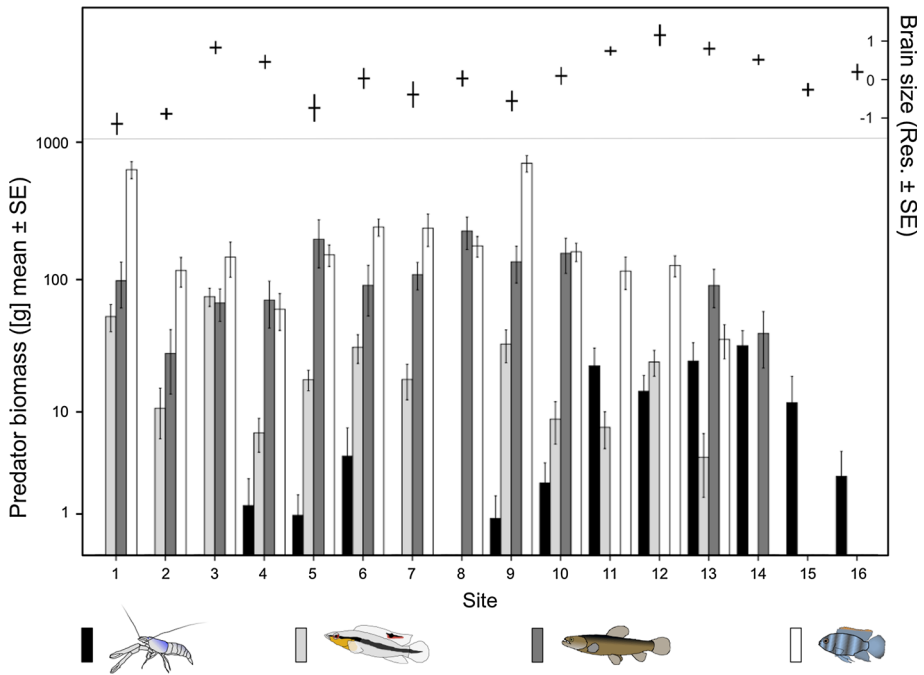 1
0
-1
Brain size (Res. ± SE)
1000
100
10
1
Predator biomass ([g] mean ± SE)
1 2 3 4 5 6 7 8 9 10 11 12 13 14 15 16
Site